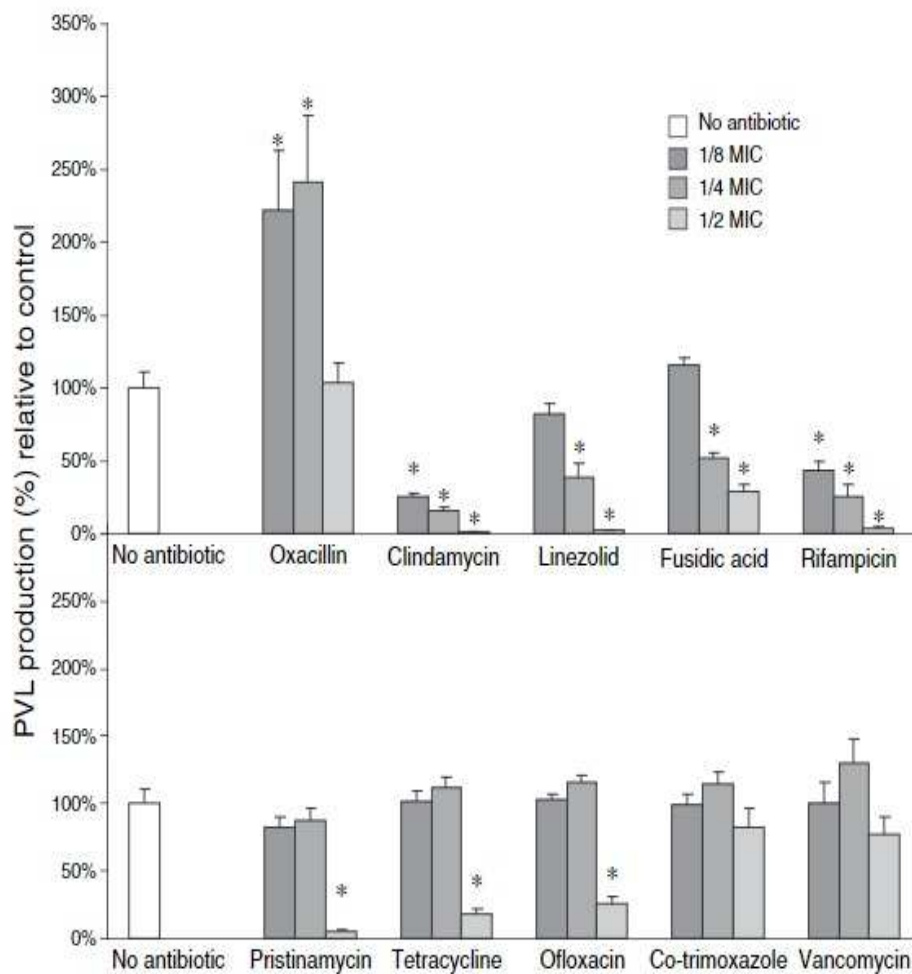 PVL production (%) relative to control
350%
300%
250%
200%
150%
100%
50%
0%
* * * * * * * * * * * *
No antibiotic
1/8 MIC
1/4 MIC
1/2 MIC
No antibiotic Oxacillin Clindamycin Linezolid Fusidic acid Rifampicin
250%
200%
150%
100%
50%
0%
* * *
No antibiotic Pristinamycin Tetracycline Ofloxacin Co-trimoxazole Vancomycin